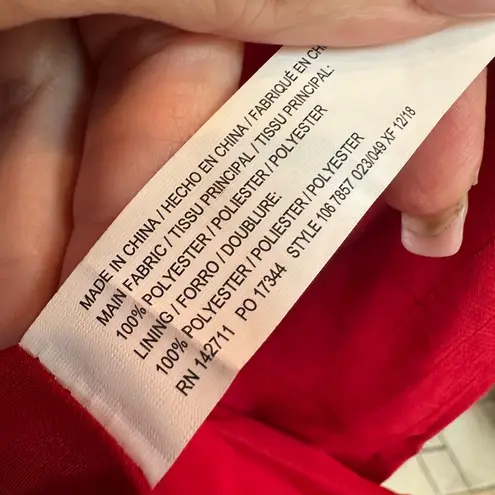 MADE IN CHINA / HECHO EN CHINA / FABRIQUÉ EN CH
MAIN FABRIC / TISSU PRINCIPAL / TISSU PRINCIPAL:
100% POLYESTER / POLIESTER / POLYESTER
LINING / FORRO / DOUBLURE:
100% POLYESTER / POLIESTER / POLYESTER
RN 142711 PO 17344 STYLE 106 7857 023/049 XF 12/18